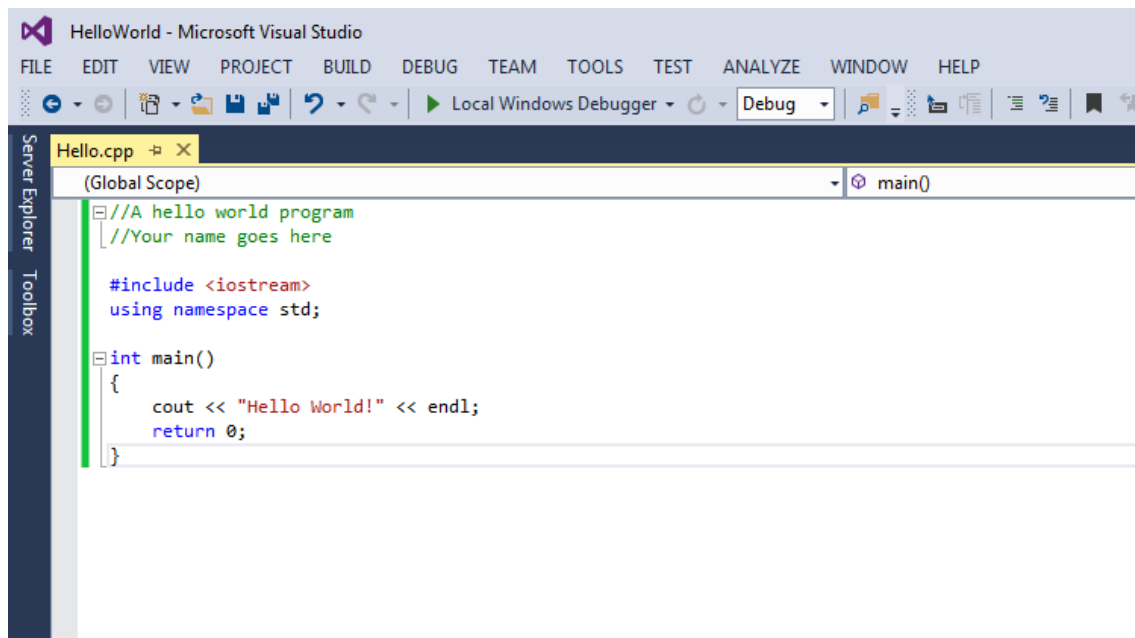 HelloWorld - Microsoft Visual Studio
FILE EDIT VIEW PROJECT BUILD DEBUG TEAM TOOLS TEST ANALYZE WINDOW HELP
Local Windows Debugger Debug
Server Explorer
Toolbox
Hello.cpp
(Global Scope) main()
//A hello world program
//Your name goes here
#include <iostream>
using namespace std;
int main()
{
cout << "Hello World!" << endl;
return 0;
}